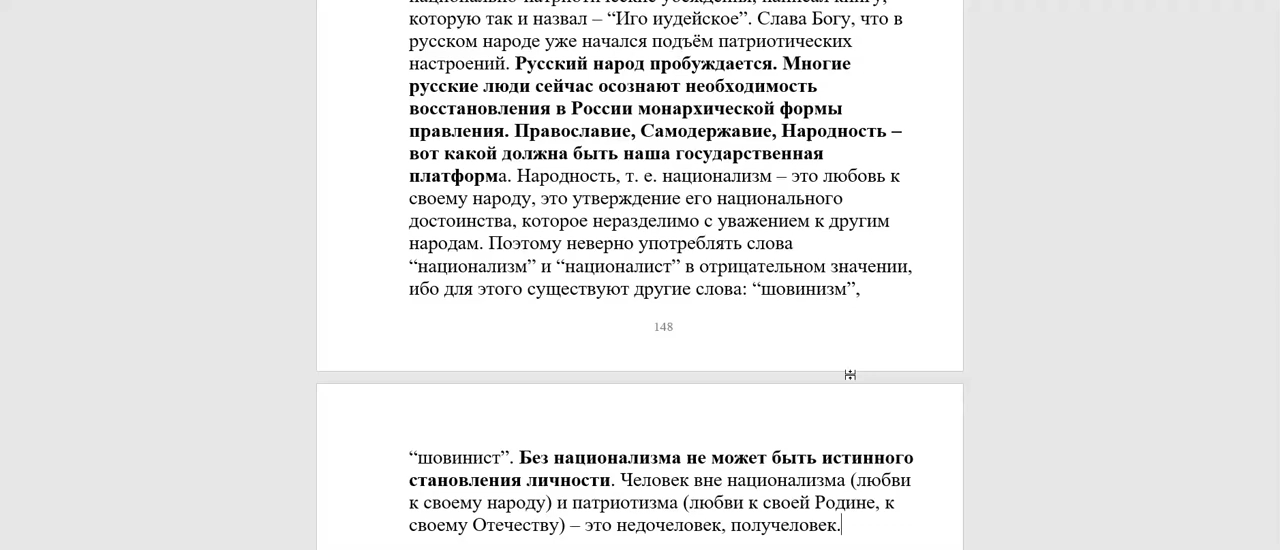 национально-патриотические убеждения, написал книгу,
которую так и назвал – “Иго иудейское”. Слава Богу, что в
русском народе уже начался подъём патриотических
настроений. Русский народ пробуждается. Многие
русские люди сейчас осознают необходимость
восстановления в России монархической формы
правления. Православие, Самодержавие, Народность –
вот какой должна быть наша государственная
платформа. Народность, т. е. национализм – это любовь к
своему народу, это утверждение его национального
достоинства, которое неразделимо с уважением к другим
народам. Поэтому неверно употреблять слова
“национализм” и “националист” в отрицательном значении,
ибо для этого существуют другие слова: “шовинизм”,
148
“шовинист”. Без национализма не может быть истинного
становления личности. Человек вне национализма (любви
к своему народу) и патриотизма (любви к своей Родине, к
своему Отечеству) – это недочеловек, получеловек.